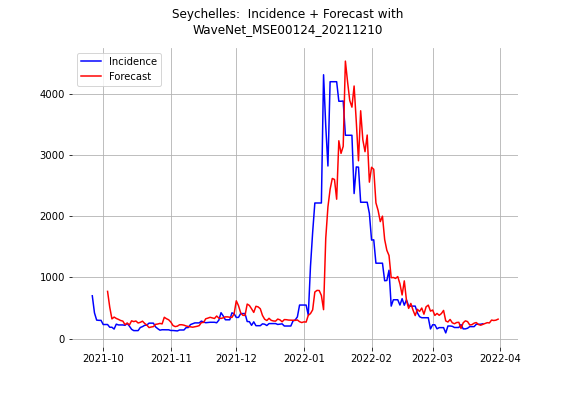 Seychelles:  Incidence + Forecast with
WaveNet_MSE00124_20211210
Incidence
Forecast
4000
3000
2000
1000
0
2021-10 2021-11 2021-12 2022-01 2022-02 2022-03 2022-04